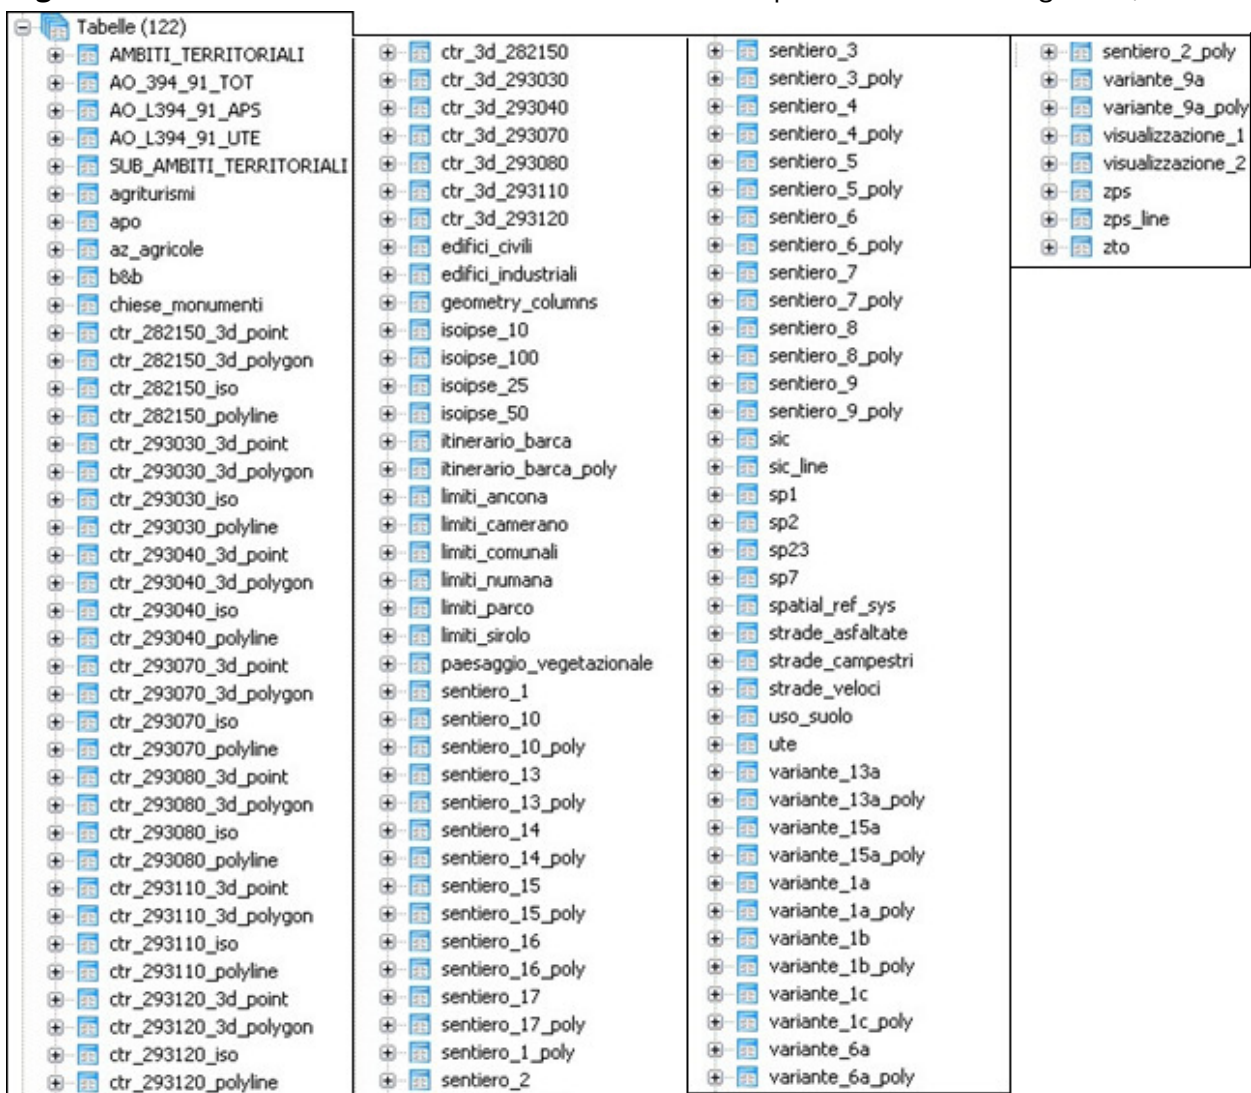 Tabelle (122)
AMBITI_TERRITORIALI
AO_394_91_TOT
AO_L394_91_APS
AO_L394_91_UTE
SUB_AMBITI_TERRITORIALI
agriturismi
apo
az_agricole
b&b
chiese_monumenti
ctr_282150_3d_point
ctr_282150_3d_polygon
ctr_282150_iso
ctr_282150_polyline
ctr_293030_3d_point
ctr_293030_3d_polygon
ctr_293030_iso
ctr_293030_polyline
ctr_293040_3d_point
ctr_293040_3d_polygon
ctr_293040_iso
ctr_293040_polyline
ctr_293070_3d_point
ctr_293070_3d_polygon
ctr_293070_iso
ctr_293070_polyline
ctr_293080_3d_point
ctr_293080_3d_polygon
ctr_293080_iso
ctr_293080_polyline
ctr_293110_3d_point
ctr_293110_3d_polygon
ctr_293110_iso
ctr_293110_polyline
ctr_293120_3d_point
ctr_293120_3d_polygon
ctr_293120_iso
ctr_293120_polyline
ctr_3d_282150
ctr_3d_293030
ctr_3d_293040
ctr_3d_293070
ctr_3d_293080
ctr_3d_293110
ctr_3d_293120
edifici_civili
edifici_industriali
geometry_columns
isoipse_10
isoipse_100
isoipse_25
isoipse_50
itinerario_barca
itinerario_barca_poly
limiti_ancona
limiti_camerano
limiti_comunali
limiti_numana
limiti_parco
limiti_sirolo
paesaggio_vegetazionale
sentiero_1
sentiero_10
sentiero_10_poly
sentiero_13
sentiero_13_poly
sentiero_14
sentiero_14_poly
sentiero_15
sentiero_15_poly
sentiero_16
sentiero_16_poly
sentiero_17
sentiero_17_poly
sentiero_1_poly
sentiero_2
sentiero_3
sentiero_3_poly
sentiero_4
sentiero_4_poly
sentiero_5
sentiero_5_poly
sentiero_6
sentiero_6_poly
sentiero_7
sentiero_7_poly
sentiero_8
sentiero_8_poly
sentiero_9
sentiero_9_poly
sic
sic_line
sp1
sp2
sp23
sp7
spatial_ref_sys
strade_asfaltate
strade_campestri
strade_veloci
uso_suolo
ute
variante_13a
variante_13a_poly
variante_15a
variante_15a_poly
variante_1a
variante_1a_poly
variante_1b
variante_1b_poly
variante_1c
variante_1c_poly
variante_6a
variante_6a_poly
sentiero_2_poly
variante_9a
variante_9a_poly
visualizzazione_1
visualizzazione_2
zps
zps_line
zto